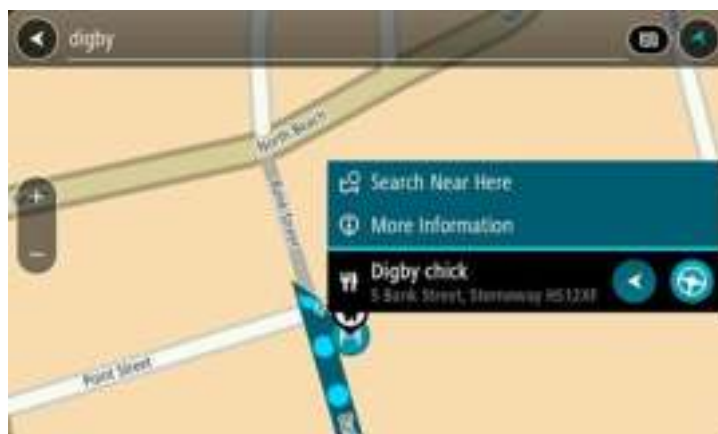 digby
North Beach
Bank Street
Search Near Here
More Information
Digby chick
5 Bank Street, Stornoway HS12XF
Point Street